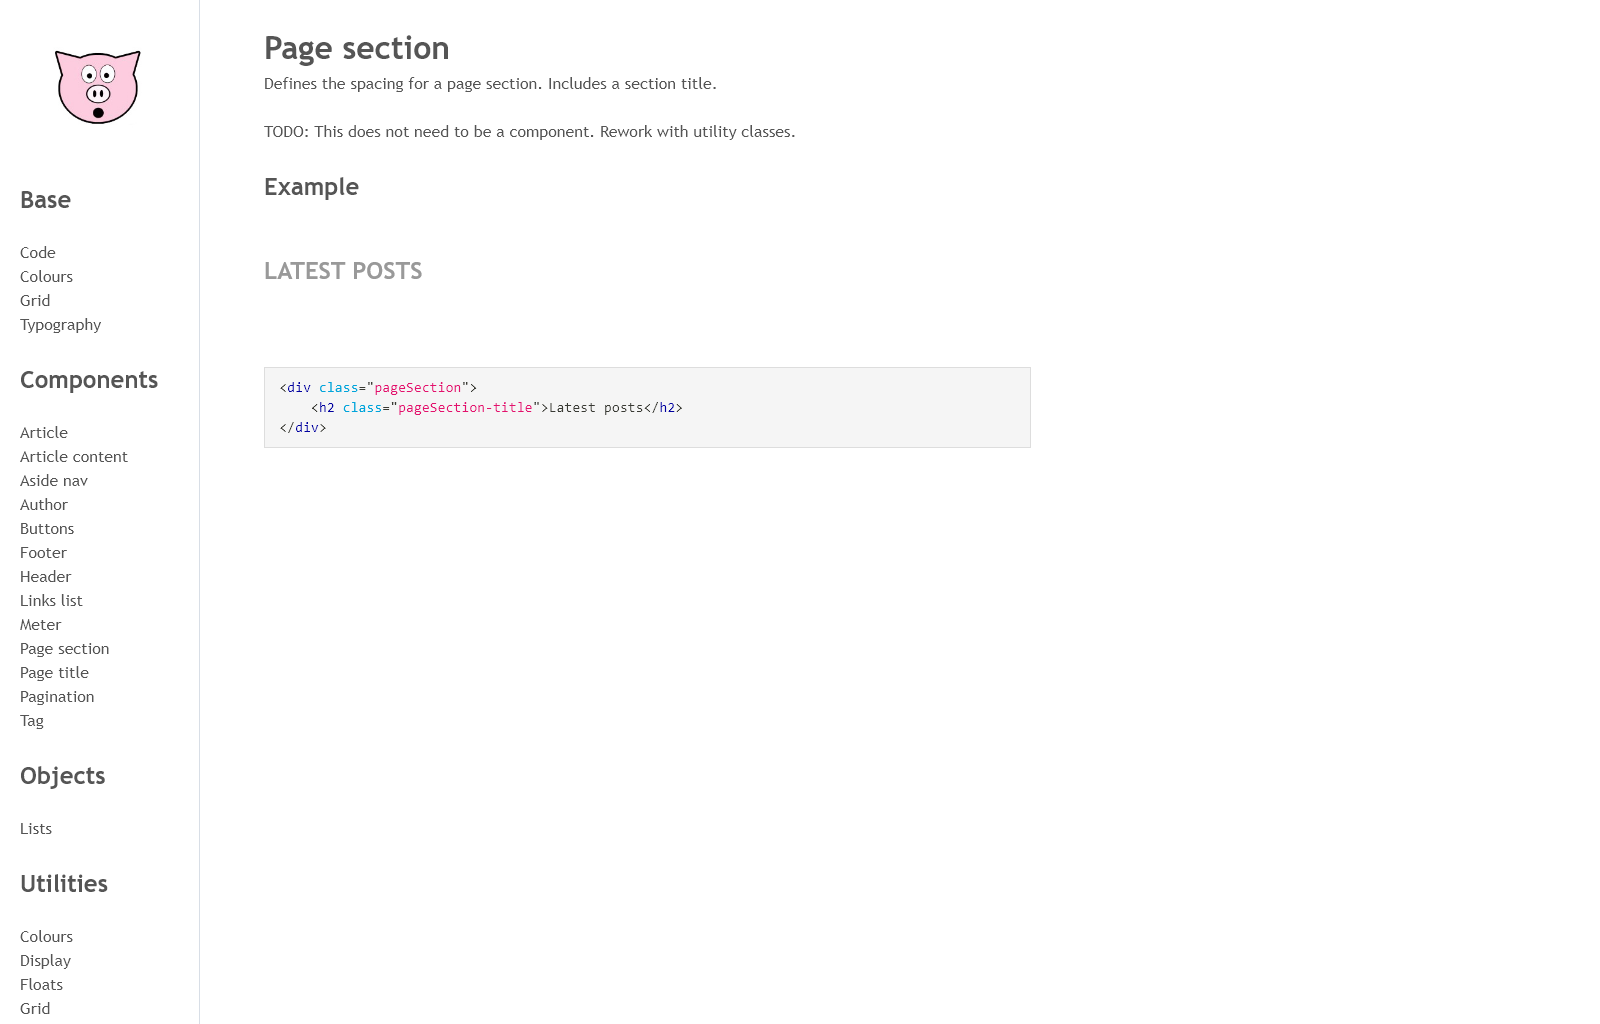 Base
Code
Colours
Grid
Typography
Components
Article
Article content
Aside nav
Author
Buttons
Footer
Header
Links list
Meter
Page section
Page title
Pagination
Tag
Objects
Lists
Utilities
Colours
Display
Floats
Grid
Page section
Defines the spacing for a page section. Includes a section title.
TODO: This does not need to be a component. Rework with utility classes.
Example
LATEST POSTS
<div class="pageSection">
    <h2 class="pageSection-title">Latest posts</h2>
</div>